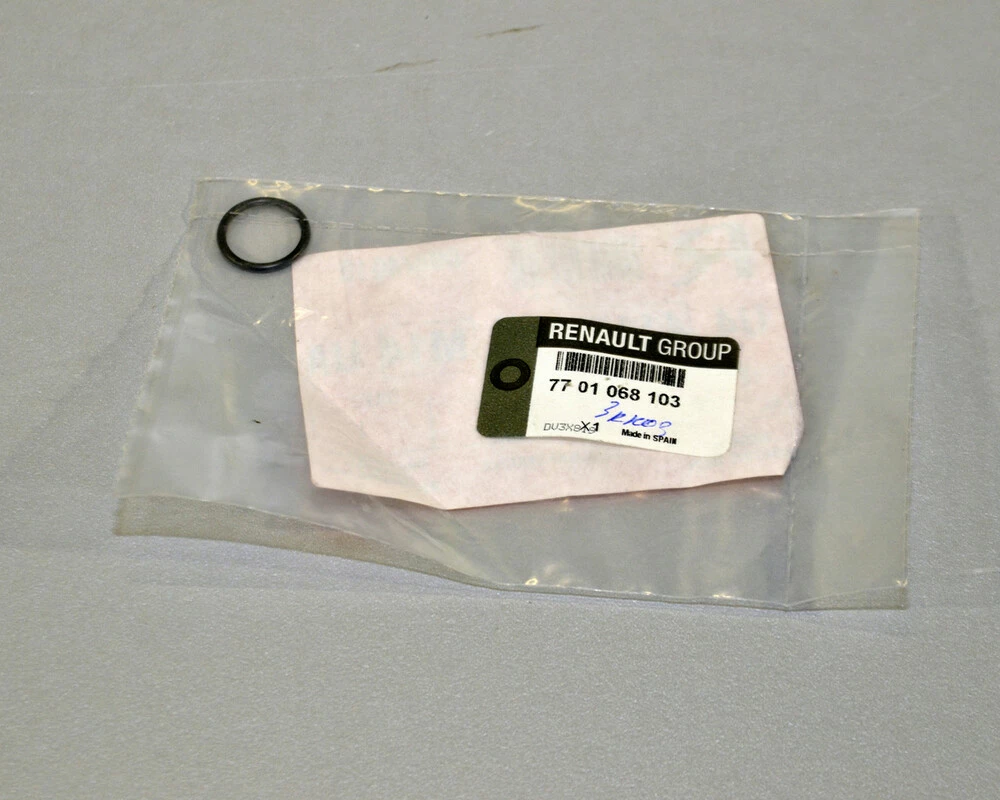 RENAULT GROUP
77 01 068 103
X1
Made in SPAIN